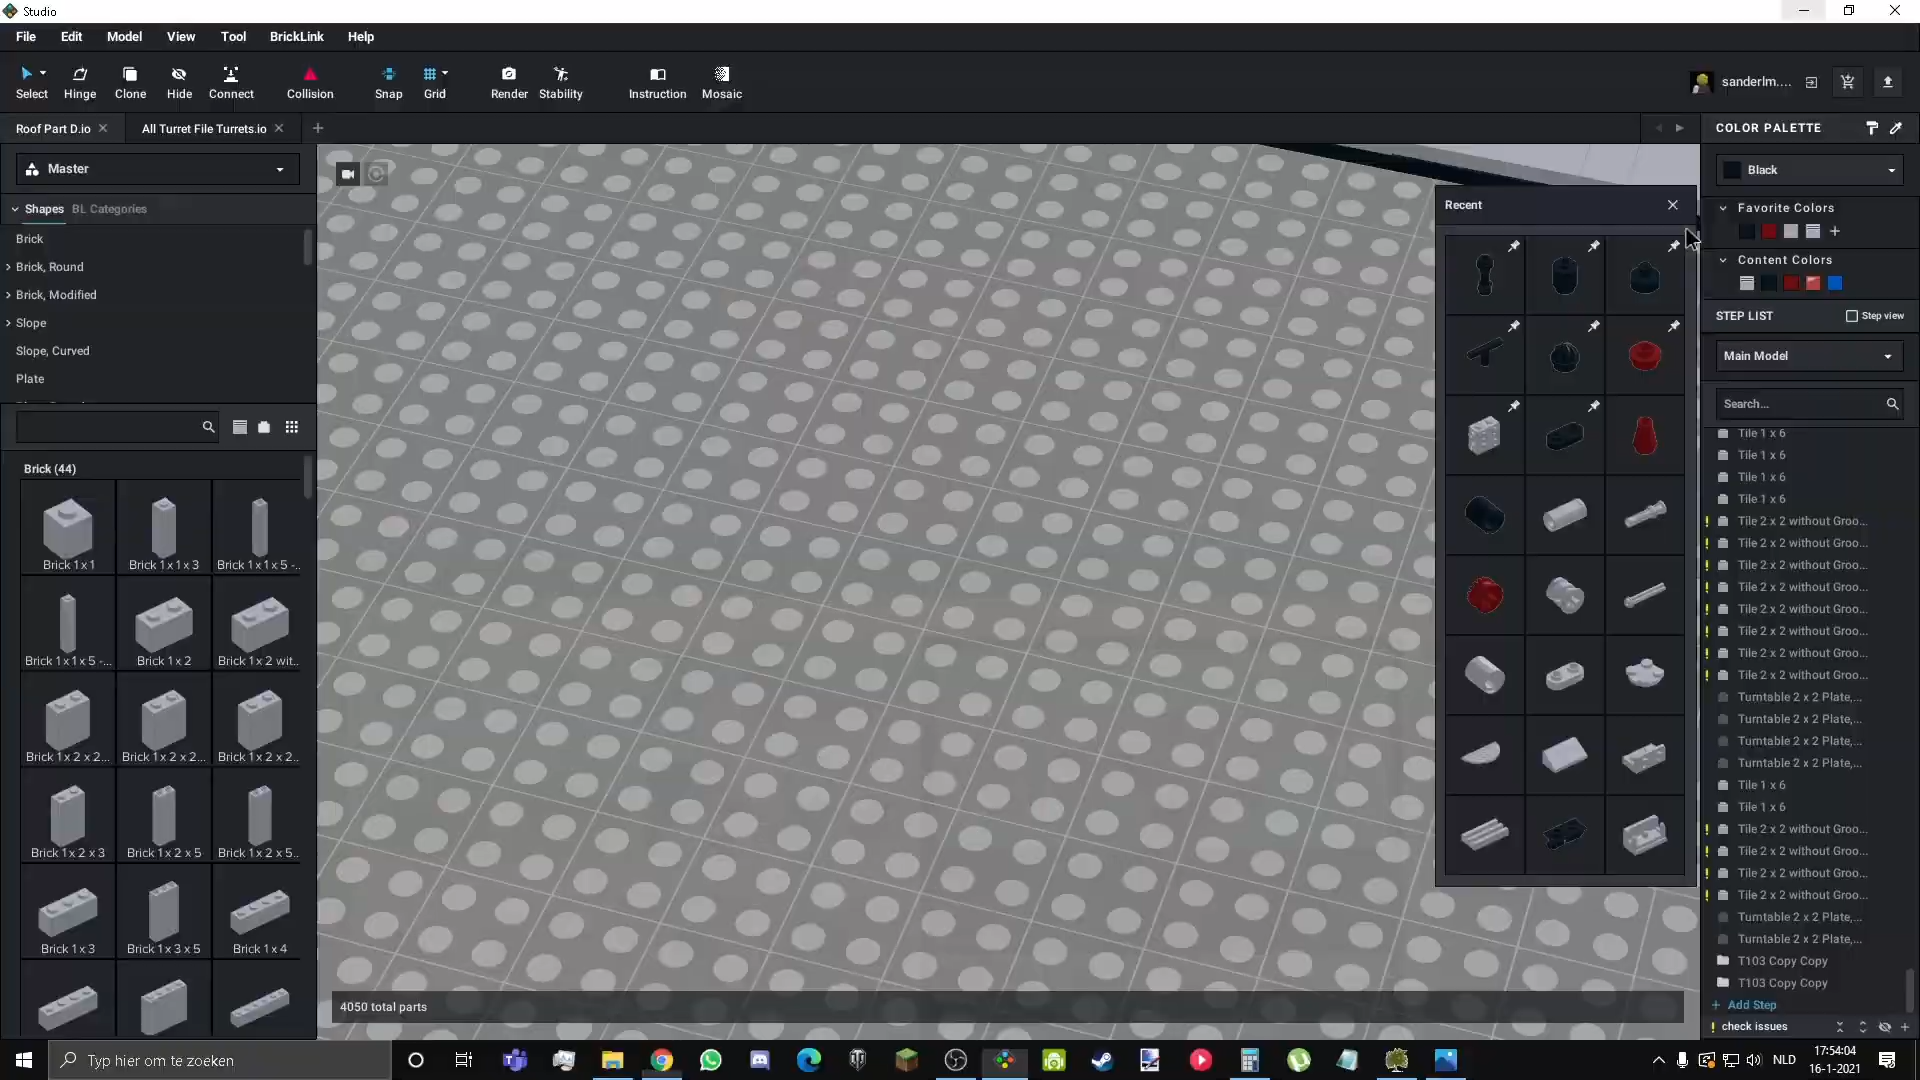 Studio
File Edit Model View Tool BrickLink Help
Select Hinge Clone Hide Connect Collision Snap Grid Render Stability Instruction Mosaic
sanderlm....
Roof Part D.io All Turret File Turrets.io
COLOR PALETTE
Master
Black
Shapes BL Categories
Favorite Colors
Recent
Brick
Brick, Round
Content Colors
Brick, Modified
Slope
STEP LIST Step view
Slope, Curved
Main Model
Plate
Search...
Brick (44)
Brick 1 x 1 Brick 1 x 1 x 3 Brick 1 x 1 x 5 -..
Brick 1 x 1 x 5 -... Brick 1 x 2 Brick 1 x 2 wit..
Brick 1 x 2 x 2... Brick 1 x 2 x 2... Brick 1 x 2 x 2..
Brick 1 x 2 x 3 Brick 1 x 2 x 5 Brick 1 x 2 x 5..
Brick 1 x 3 Brick 1 x 3 x 5 Brick 1 x 4
Tile 1 x 6
Tile 1 x 6
Tile 1 x 6
Tile 1 x 6
Tile 2 x 2 without Groo...
Tile 2 x 2 without Groo...
Tile 2 x 2 without Groo...
Tile 2 x 2 without Groo...
Tile 2 x 2 without Groo...
Tile 2 x 2 without Groo...
Tile 2 x 2 without Groo...
Tile 2 x 2 without Groo...
Turntable 2 x 2 Plate,...
Turntable 2 x 2 Plate,...
Turntable 2 x 2 Plate,...
Turntable 2 x 2 Plate,...
Tile 1 x 6
Tile 1 x 6
Tile 2 x 2 without Groo...
Tile 2 x 2 without Groo...
Tile 2 x 2 without Groo...
Tile 2 x 2 without Groo...
Turntable 2 x 2 Plate,...
Turntable 2 x 2 Plate,...
T103 Copy Copy
T103 Copy Copy
+ Add Step
4050 total parts
check issues
Typ hier om te zoeken
NLD
17:54:04
16-1-2021